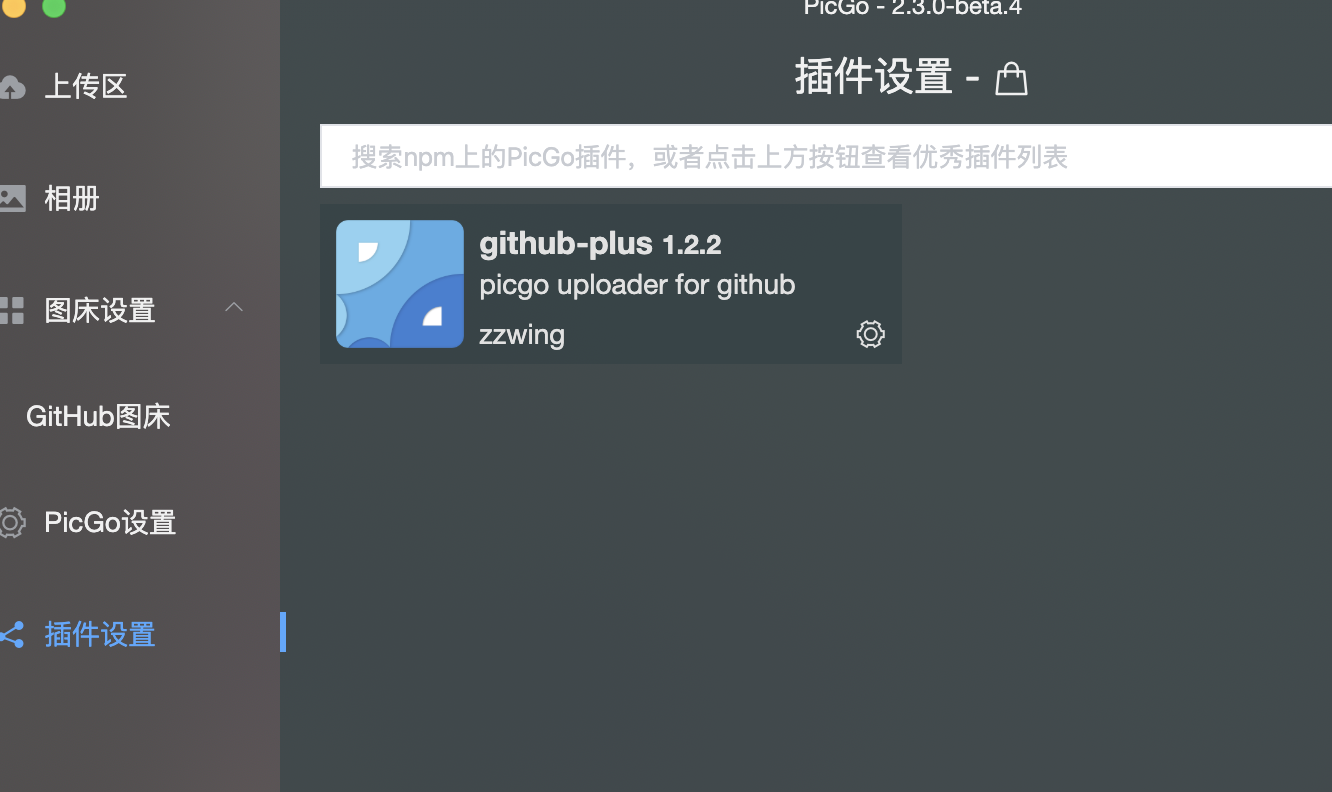 PicGo - 2.3.0-beta.4
上传区
相册
图床设置
GitHub图床
PicGo设置
插件设置
插件设置 -
搜索npm上的PicGo插件，或者点击上方按钮查看优秀插件列表
github-plus 1.2.2
picgo uploader for github
zzwing